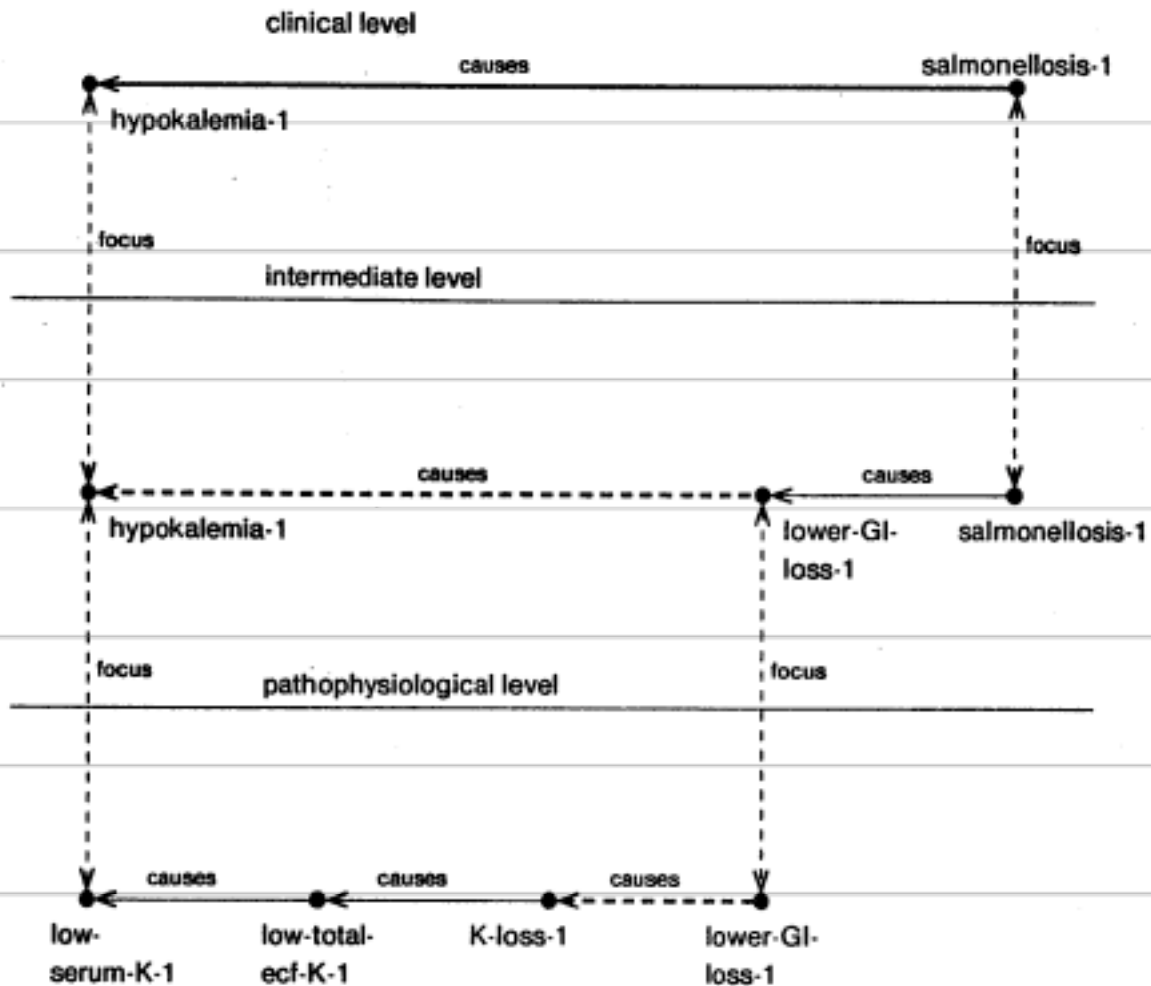 clinical level
causes
salmonellosis-1
hypokalemia-1
focus
focus
intermediate level
causes
causes
hypokalemia-1
lower-GI-
loss-1
salmonellosis-1
focus
focus
pathophysiological level
causes
causes
causes
low-
serum-K-1
low-total-
ecf-K-1
K-loss-1
lower-GI-
loss-1